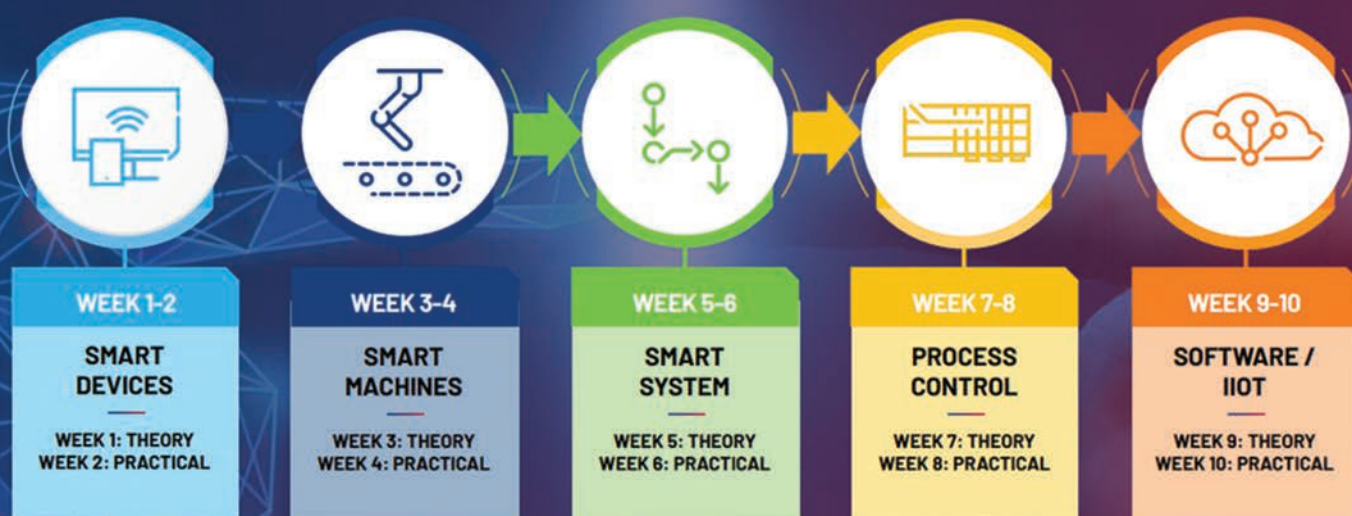 WEEK 1-2
SMART
DEVICES
WEEK 1: THEORY
WEEK 2: PRACTICAL
WEEK 3-4
SMART
MACHINES
WEEK 3: THEORY
WEEK 4: PRACTICAL
WEEK 5-6
SMART
SYSTEM
WEEK 5: THEORY
WEEK 6: PRACTICAL
WEEK 7-8
PROCESS
CONTROL
WEEK 7: THEORY
WEEK 8: PRACTICAL
WEEK 9-10
SOFTWARE /
IIOT
WEEK 9: THEORY
WEEK 10: PRACTICAL